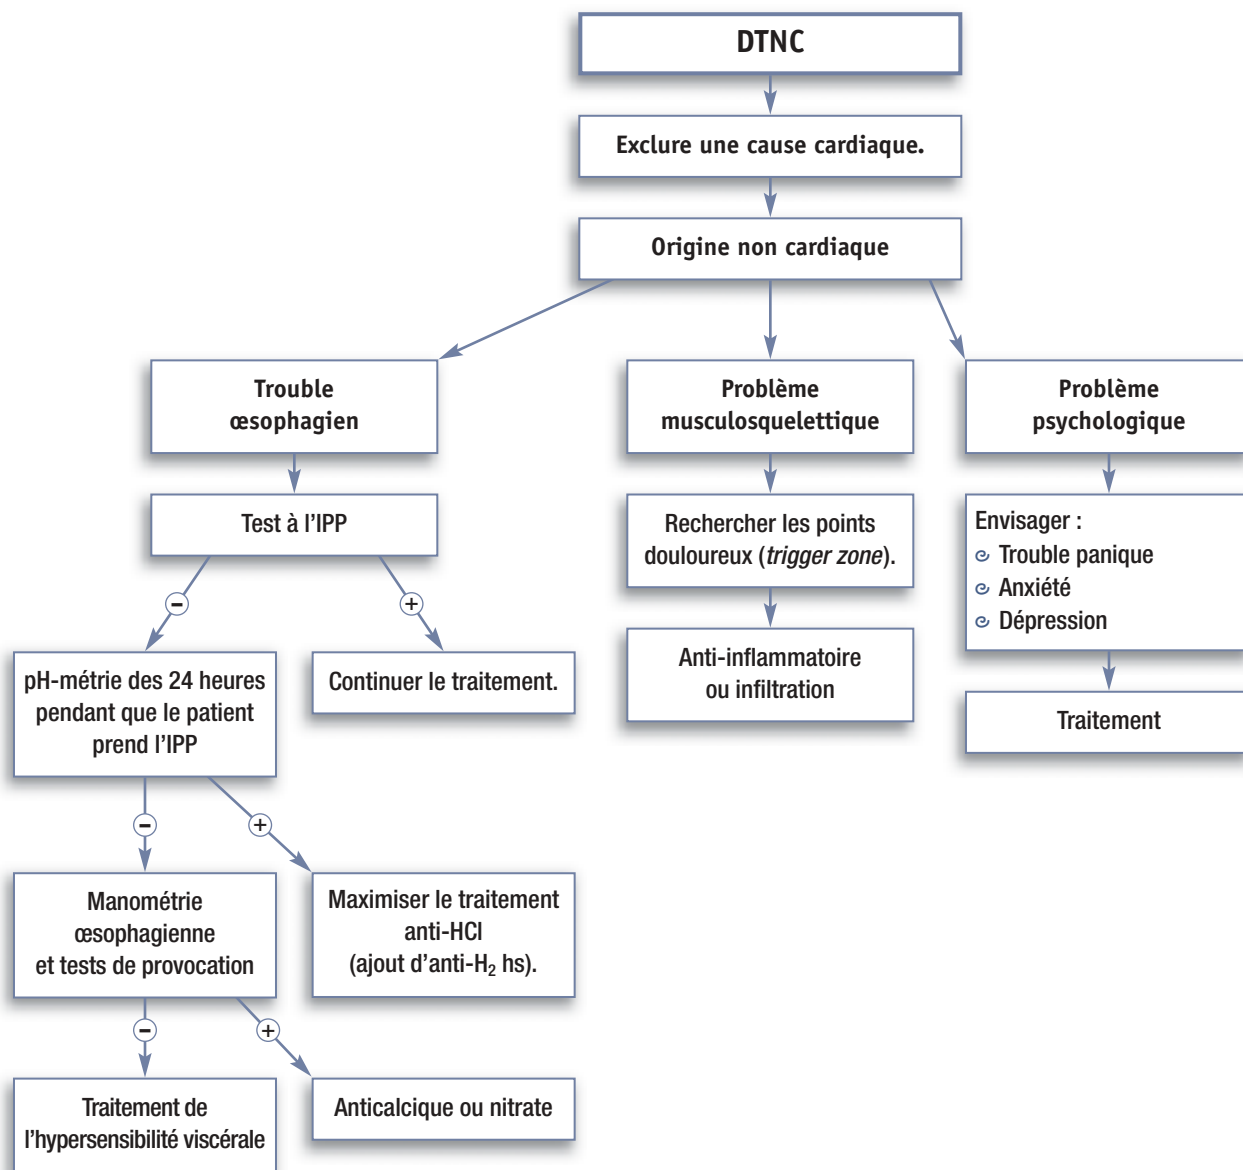 DTNC
Exclure une cause cardiaque.
Origine non cardiaque
Trouble
œsophagien
Problème
musculosquelettique
Problème
psychologique
Test à l’IPP
Rechercher les points
douloureux (trigger zone).
Envisager :
Trouble panique
Anxiété
Dépression
−
+
pH-métrie des 24 heures
pendant que le patient
prend l’IPP
Continuer le traitement.
Anti-inflammatoire
ou infiltration
Traitement
−
+
Manométrie
œsophagienne
et tests de provocation
Maximiser le traitement
anti-HCl
(ajout d’anti-H₂ hs).
−
+
Traitement de
l’hypersensibilité viscérale
Anticalcique ou nitrate